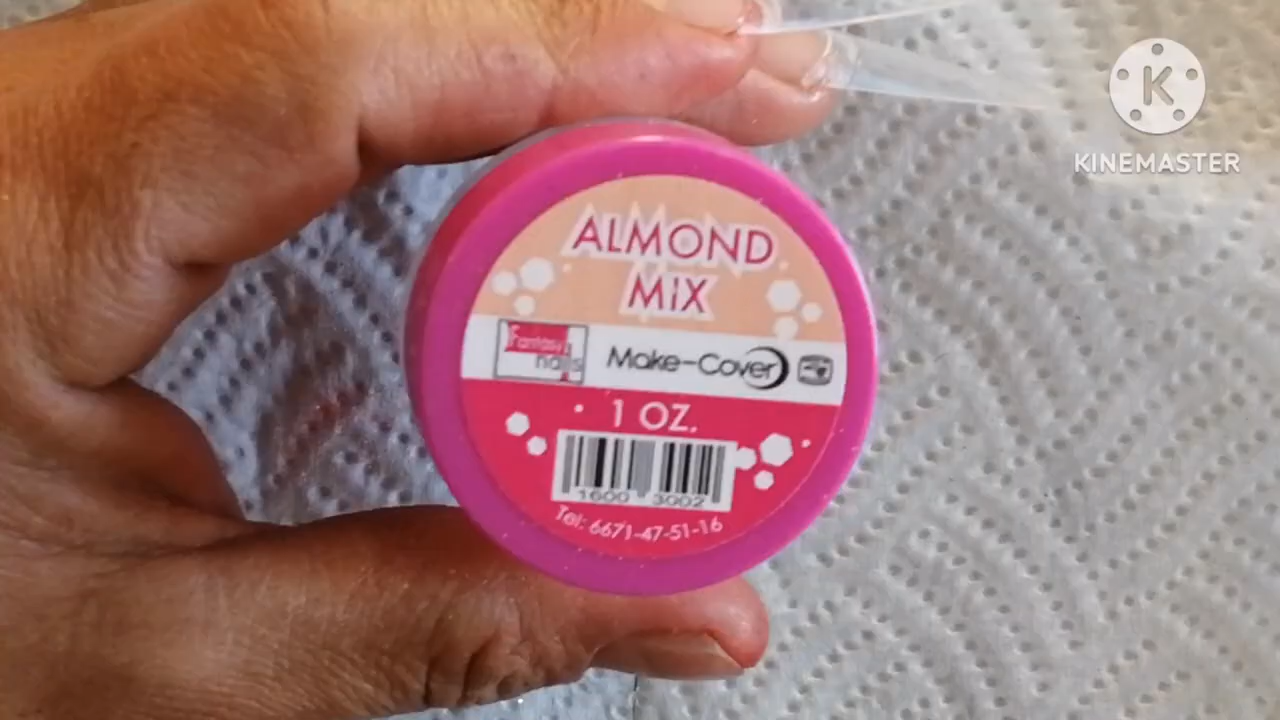 KINEMASTER
ALMOND
MIX
Fantasy
nails
Make-Cover
1 OZ.
1600 3002
Tel: 6671-47-51-16